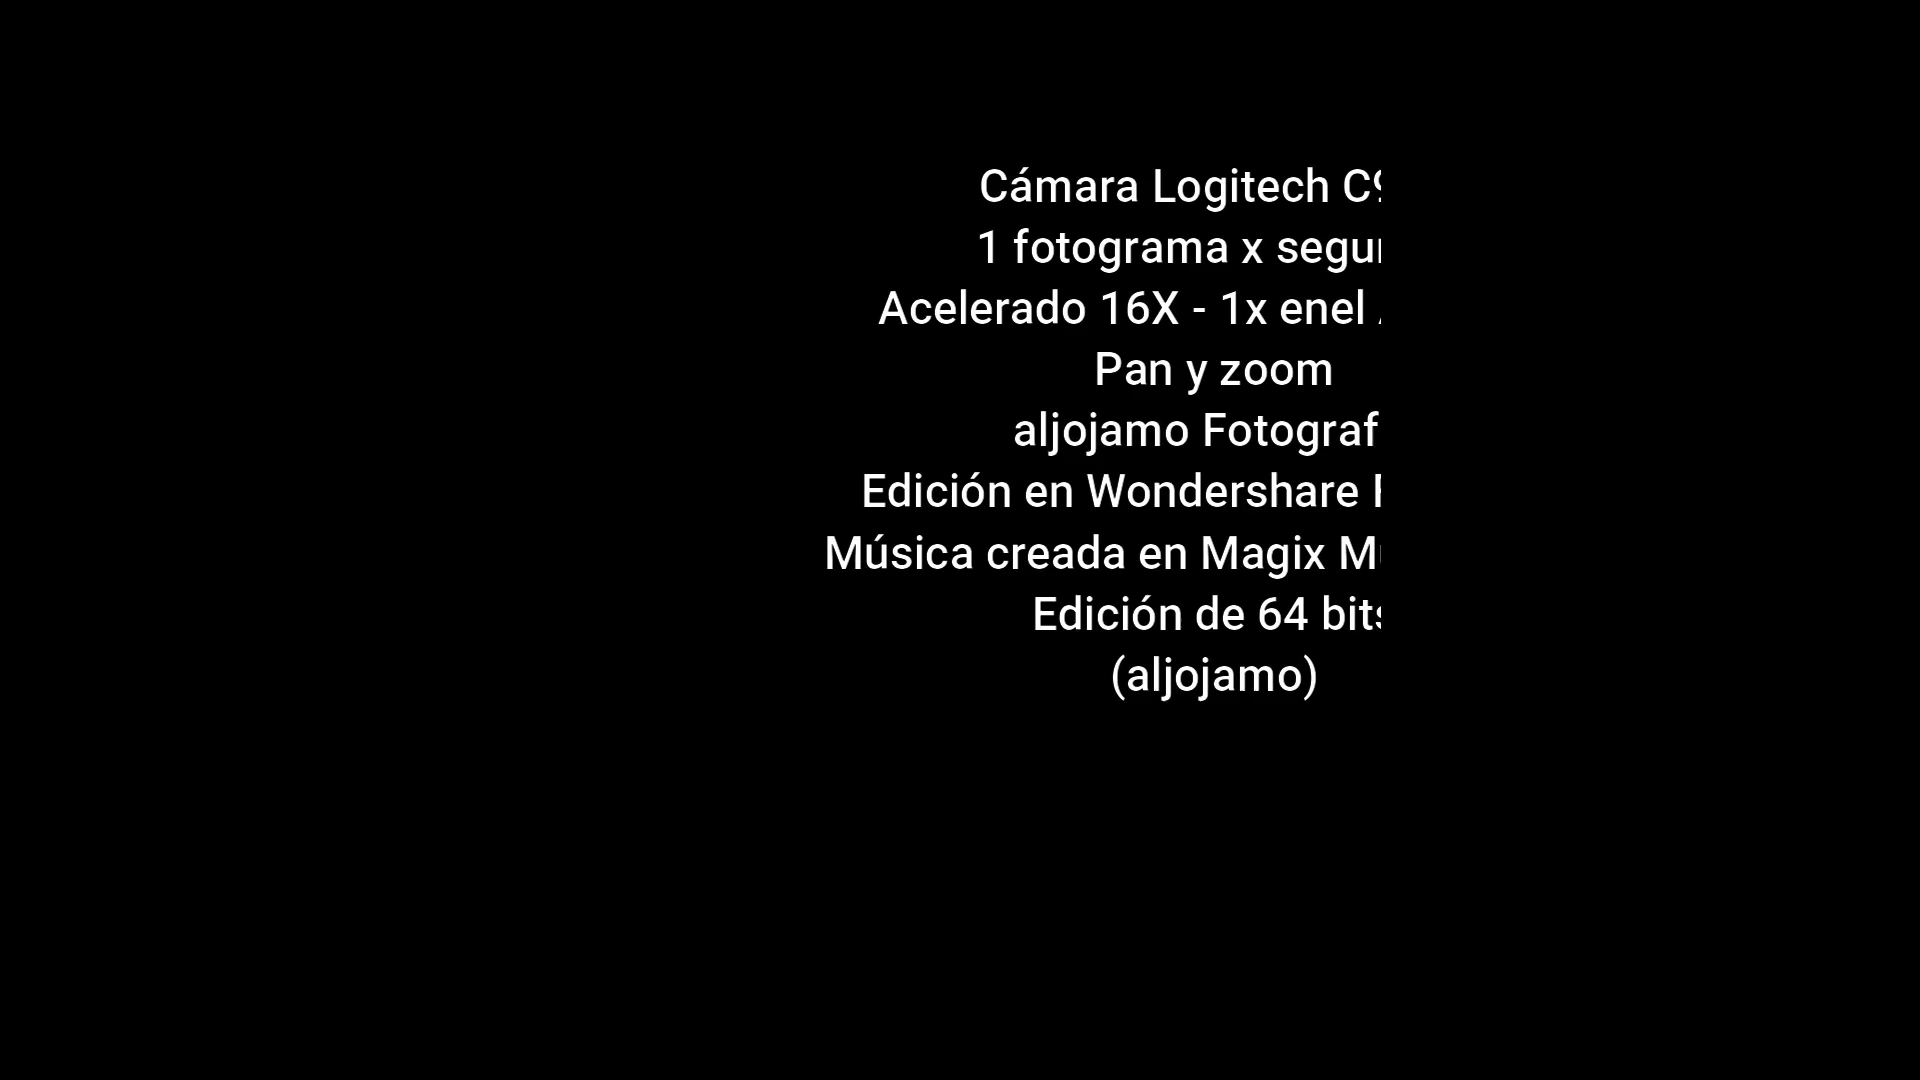 Cámara Logitech
1 fotograma x
Acelerado 16X - 1x enel
Pan y zoom
aljojamo
Edición en Wondershare
Música creada en Magix
Edición de 64 bits
(aljojamo)